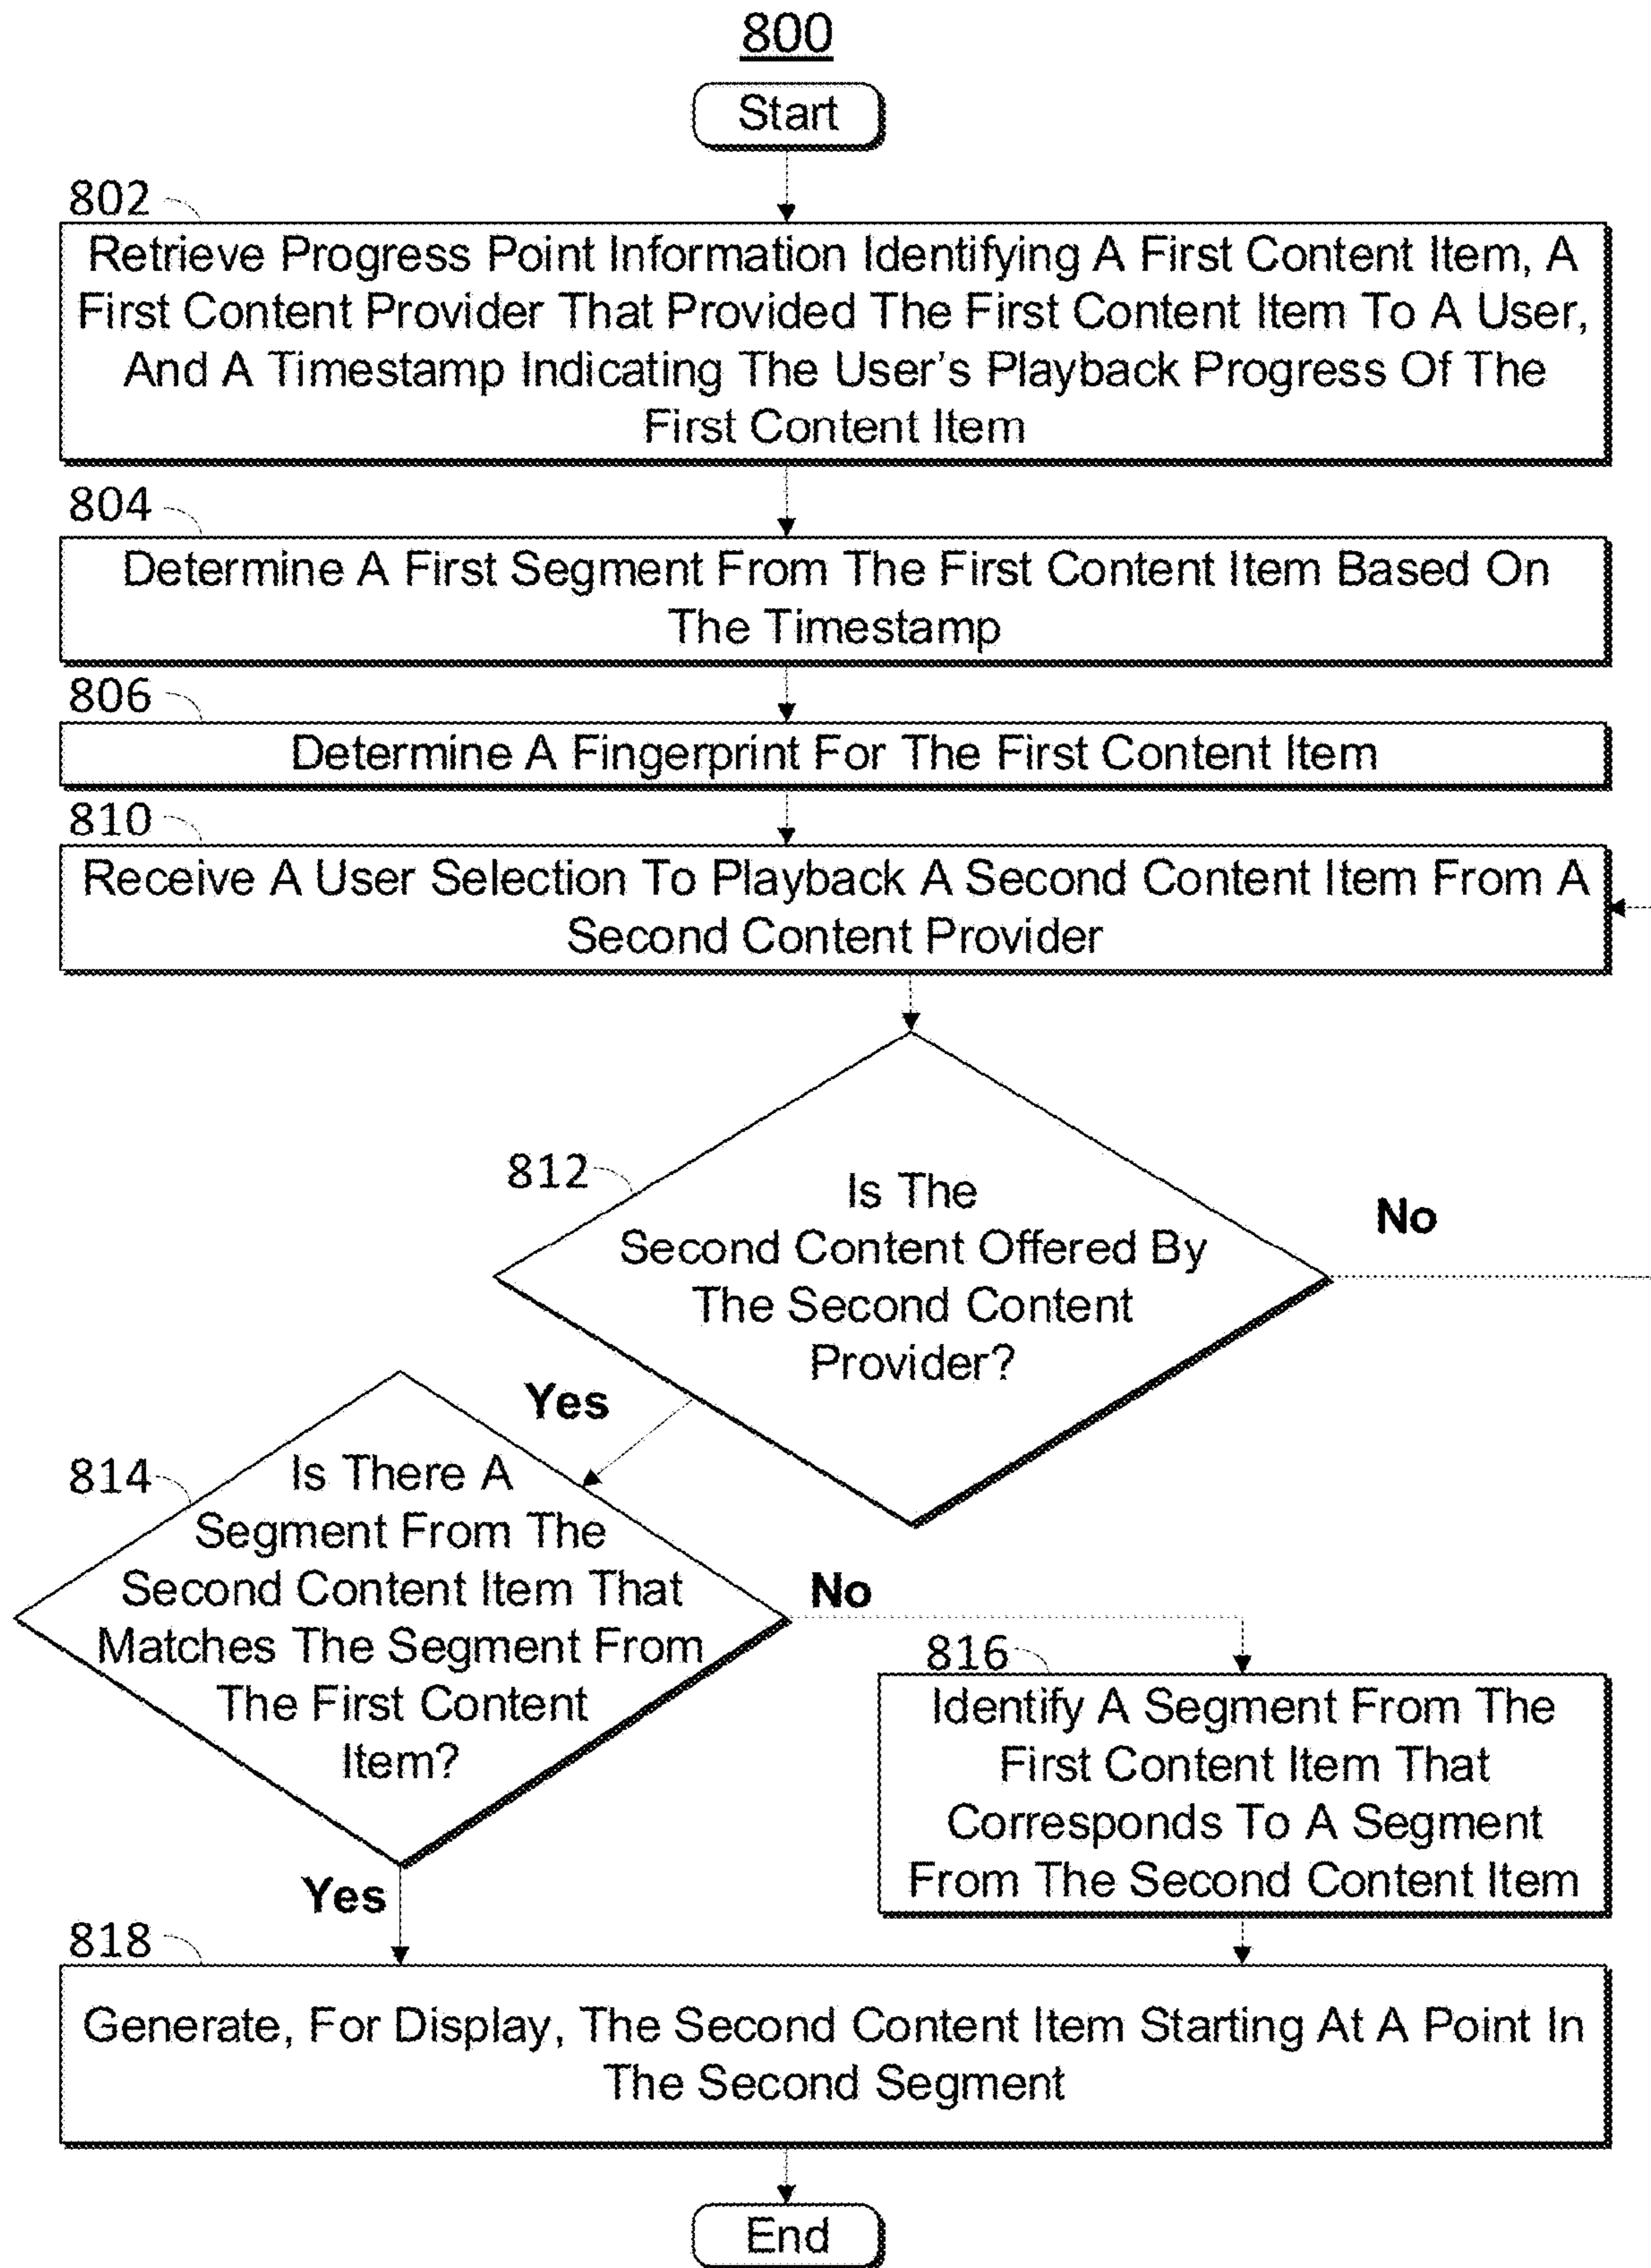 800
Start
802
Retrieve Progress Point Information Identifying A First Content Item, A
First Content Provider That Provided The First Content Item To A User,
And A Timestamp Indicating The User's Playback Progress Of The
First Content Item
804
Determine A First Segment From The First Content Item Based On
The Timestamp
806
Determine A Fingerprint For The First Content Item
810
Receive A User Selection To Playback A Second Content Item From A
Second Content Provider
812
Is The
Second Content Offered By
The Second Content
Provider?
No
Yes
814
Is There A
Segment From The
Second Content Item That
Matches The Segment From
The First Content
Item?
No
816
Identify A Segment From The
First Content Item That
Corresponds To A Segment
From The Second Content Item
Yes
818
Generate, For Display, The Second Content Item Starting At A Point In
The Second Segment
End